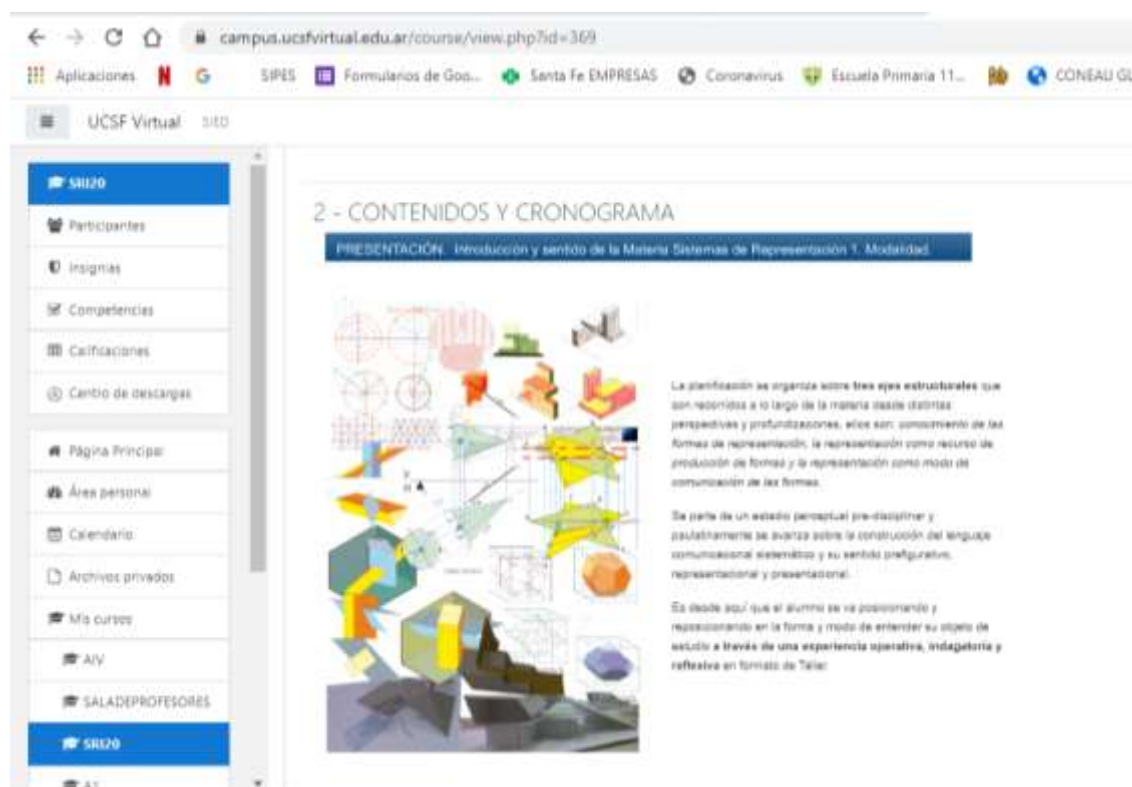 campus.ucsfvirtual.edu.ar/course/view.php?id=369
Aplicaciones
SIPES
Formularios de Goo...
Santa Fe EMPRESAS
Coronavirus
Escuela Primaria 11...
CONEAU GL
UCSF Virtual
SRI20
Participantes
Insignias
Competencias
Calificaciones
Centro de descargas
Página Principal
Área personal
Calendario
Archivos privados
Mis cursos
AIV
SALADEPROFESORES
SRI20
2 - CONTENIDOS Y CRONOGRAMA
PRESENTACIÓN. Introducción y sentido de la Materia Sistemas de Representación 1. Modalidad.
La planificación se organiza sobre tres ejes estructurales que
son recorridos a lo largo de la materia desde distintas
perspectivas y profundizaciones, ellos son: conocimiento de las
formas de representación, la representación como recurso de
producción de formas y la representación como modo de
comunicación de las formas.
Se parte de un estadio perceptual pre-disciplinar y
paulatinamente se avanza sobre la construcción del lenguaje
comunicacional sistemático y su sentido prefigurativo,
representacional y presentacional.
Es desde aquí que el alumno se va posicionando y
reposicionando en la forma y modo de entender su objeto de
estudio a través de una experiencia operativa, indagatoria y
reflexiva en formato de Taller.